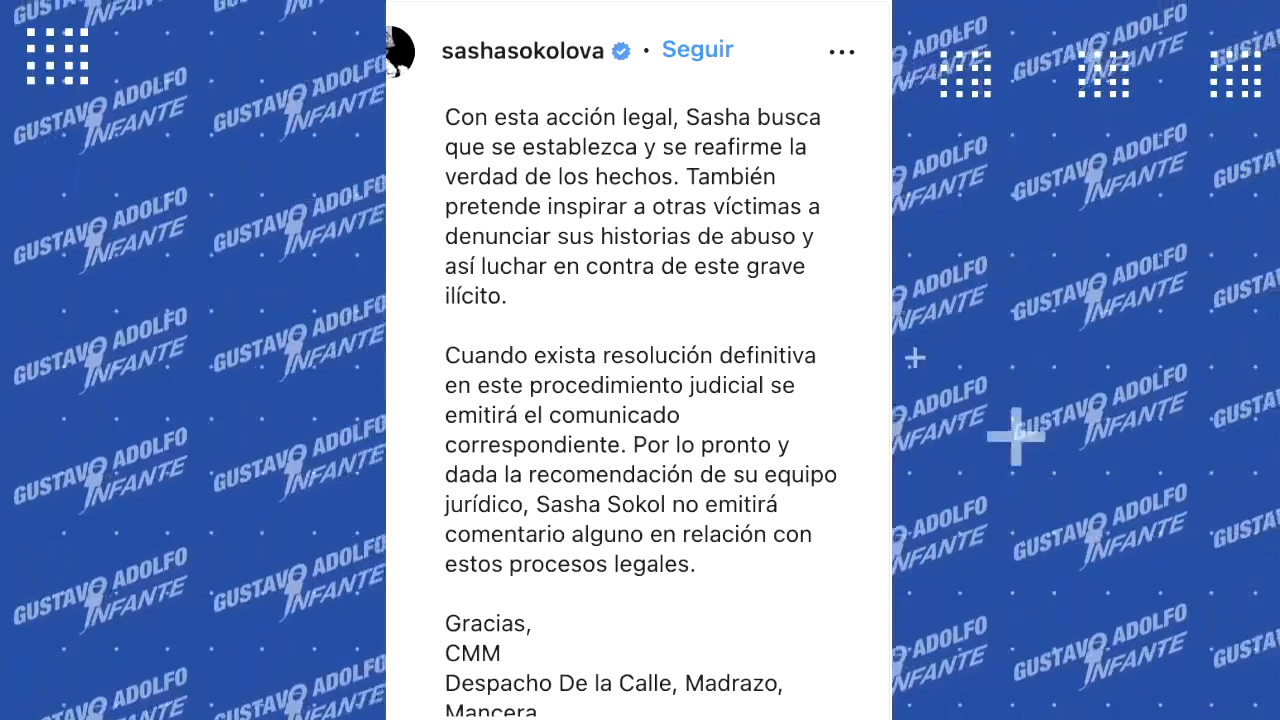 sashasokolova • Seguir
Con esta acción legal, Sasha busca
que se establezca y se reafirme la
verdad de los hechos. También
pretende inspirar a otras víctimas a
denunciar sus historias de abuso y
así luchar en contra de este grave
ilícito.
Cuando exista resolución definitiva
en este procedimiento judicial se
emitirá el comunicado
correspondiente. Por lo pronto y
dada la recomendación de su equipo
jurídico, Sasha Sokol no emitirá
comentario alguno en relación con
estos procesos legales.
Gracias,
CMM
Despacho De la Calle, Madrazo,
Mancera
GUSTAVO ADOLFO
INFANTE